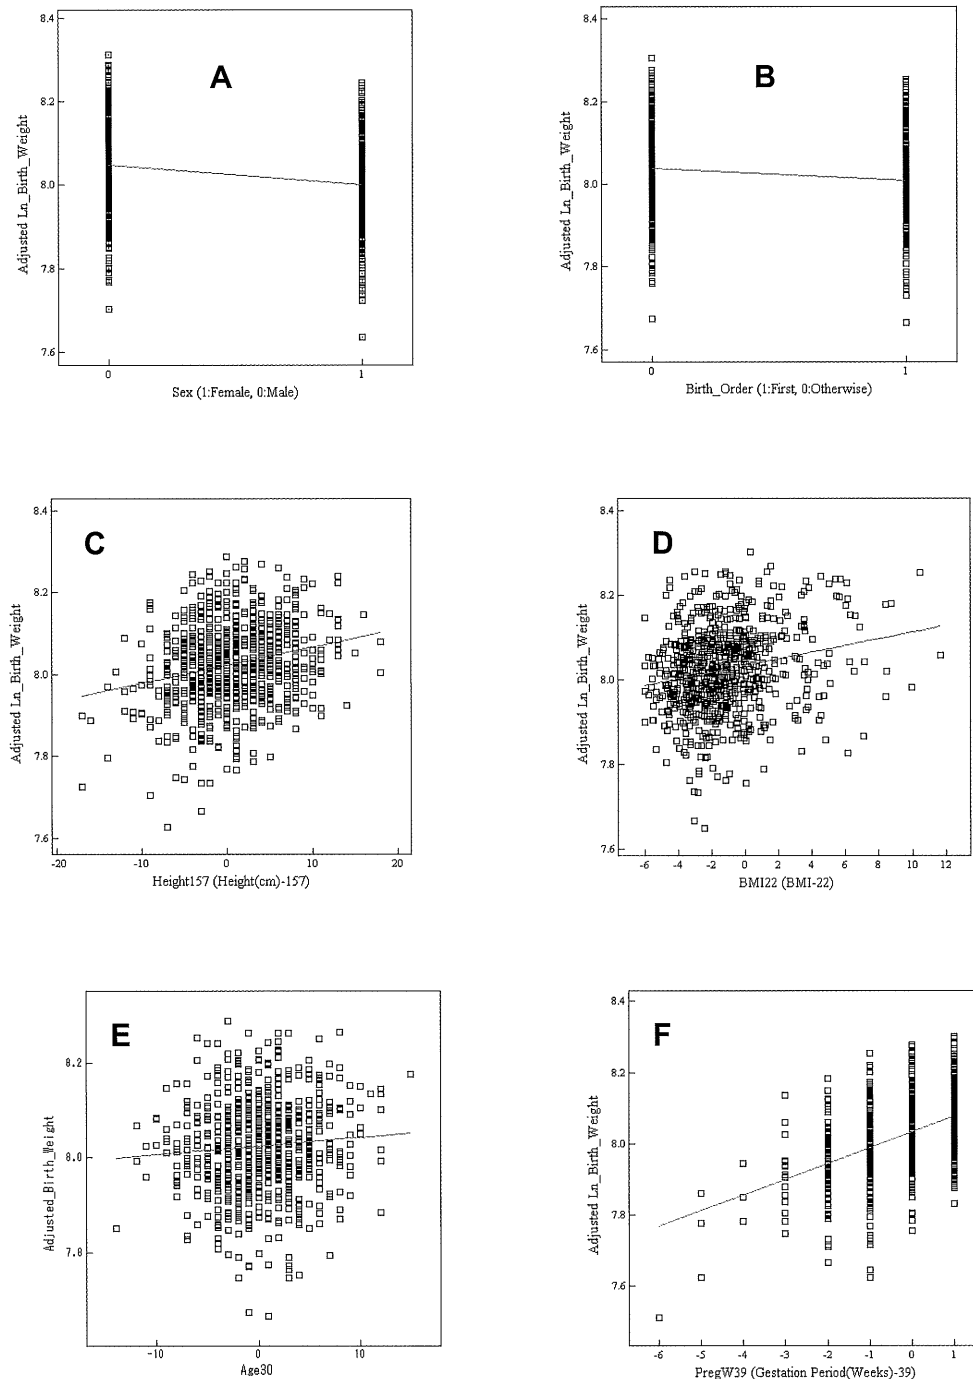 8.4
A
8.2
8.0
7.8
7.6
Adjusted Ln_Birth_Weight
0 1
Sex (1:Female, 0:Male)
8.4
B
8.2
8.0
7.8
7.6
Adjusted Ln_Birth_Weight
0 1
Birth_Order (1:First, 0:Otherwise)
8.4
C
8.2
8.0
7.8
7.6
Adjusted Ln_Birth_Weight
-20 -10 0 10 20
Height157 (Height(cm)-157)
8.4
D
8.2
8.0
7.8
7.6
Adjusted Ln_Birth_Weight
-6 -4 -2 0 2 4 6 8 10 12
BMI22 (BMI-22)
E
8.2
8.0
7.8
Adjusted_Birth_Weight
-10 0 10
Age30
8.4
F
8.2
8.0
7.8
7.6
Adjusted Ln_Birth_Weight
-6 -5 -4 -3 -2 -1 0 1
PregW39 (Gestation Period(Weeks)-39)